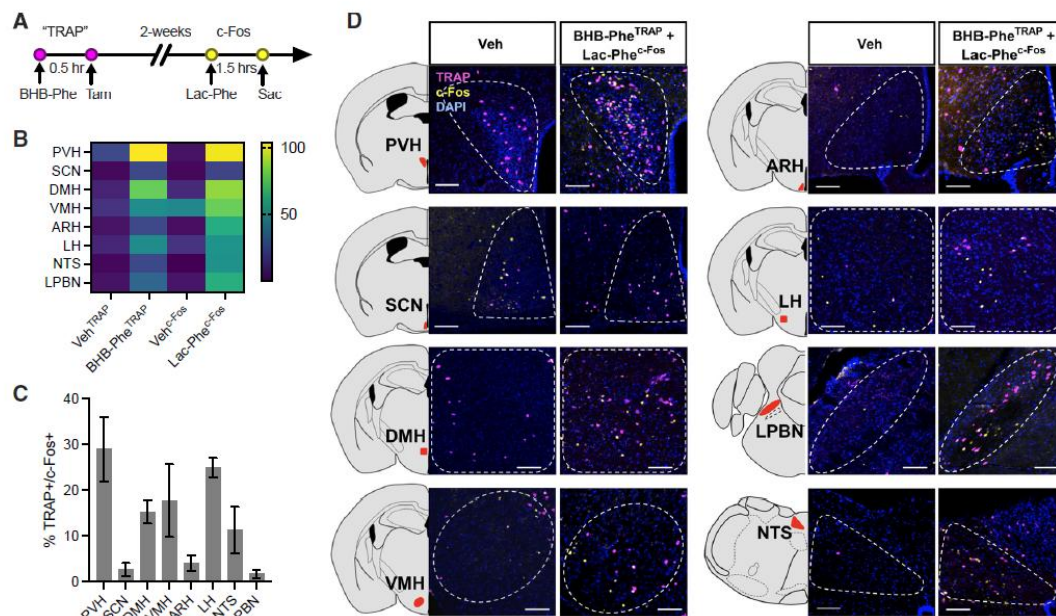 A
"TRAP"
2-weeks
c-Fos
0.5 hr
1.5 hrs
BHB-Phe
Tam
Lac-Phe
Sac
B
PVH
SCN
DMH
VMH
ARH
LH
NTS
LPBN
100
50
Veh^TRAP
BHB-Phe^TRAP
Veh^c-Fos
Lac-Phe^c-Fos
C
% TRAP+/c-Fos+
40
30
20
10
0
PVH
SCN
DMH
VMH
ARH
LH
NTS
LPBN
D
Veh
BHB-Phe^TRAP +
Lac-Phe^c-Fos
TRAP
c-Fos
DAPI
PVH
SCN
DMH
VMH
Veh
BHB-Phe^TRAP +
Lac-Phe^c-Fos
ARH
LH
LPBN
NTS